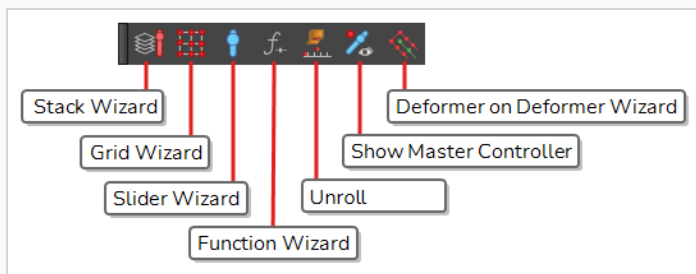 Stack Wizard
Deformer on Deformer Wizard
Grid Wizard
Show Master Controller
Slider Wizard
Unroll
Function Wizard